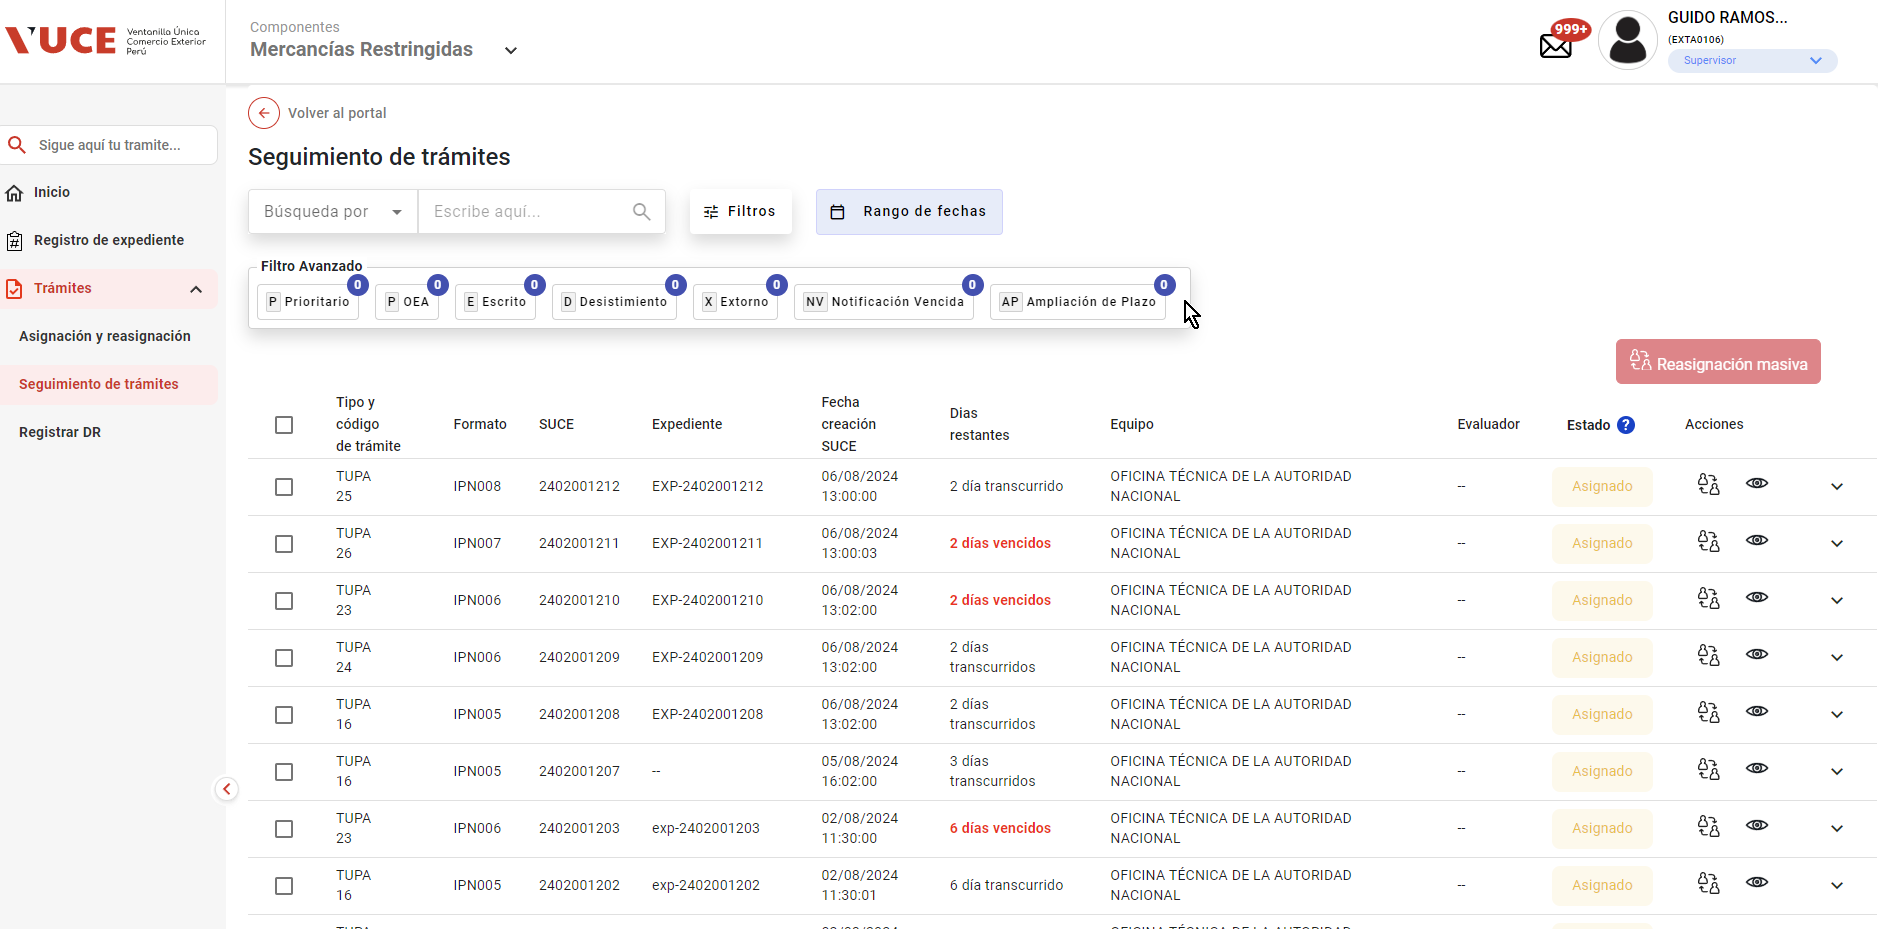 VUCE
Ventanilla Única
Comercio Exterior
Perú
Componentes
Mercancías Restringidas
999+
GUIDO RAMOS...
(EXTA0106)
Supervisor
Sigue aquí tu tramite...
Inicio
Registro de expediente
Trámites
Asignación y reasignación
Seguimiento de trámites
Registrar DR
Volver al portal
Seguimiento de trámites
Búsqueda por
Escribe aquí...
Filtros
Rango de fechas
Filtro Avanzado
P Prioritario 0
P OEA 0
E Escrito 0
D Desistimiento 0
X Extorno 0
NV Notificación Vencida 0
AP Ampliación de Plazo 0
Reasignación masiva
Tipo y
código
de trámite
Formato
SUCE
Expediente
Fecha
creación
SUCE
Dias
restantes
Equipo
Evaluador
Estado ?
Acciones
TUPA
25
IPN008
2402001212
EXP-2402001212
06/08/2024
13:00:00
2 día transcurrido
OFICINA TÉCNICA DE LA AUTORIDAD
NACIONAL
--
Asignado
TUPA
26
IPN007
2402001211
EXP-2402001211
06/08/2024
13:00:03
2 días vencidos
OFICINA TÉCNICA DE LA AUTORIDAD
NACIONAL
--
Asignado
TUPA
23
IPN006
2402001210
EXP-2402001210
06/08/2024
13:02:00
2 días vencidos
OFICINA TÉCNICA DE LA AUTORIDAD
NACIONAL
--
Asignado
TUPA
24
IPN006
2402001209
EXP-2402001209
06/08/2024
13:02:00
2 días
transcurridos
OFICINA TÉCNICA DE LA AUTORIDAD
NACIONAL
--
Asignado
TUPA
16
IPN005
2402001208
EXP-2402001208
06/08/2024
13:02:00
2 días
transcurridos
OFICINA TÉCNICA DE LA AUTORIDAD
NACIONAL
--
Asignado
TUPA
16
IPN005
2402001207
--
05/08/2024
16:02:00
3 días
transcurridos
OFICINA TÉCNICA DE LA AUTORIDAD
NACIONAL
--
Asignado
TUPA
23
IPN006
2402001203
exp-2402001203
02/08/2024
11:30:00
6 días vencidos
OFICINA TÉCNICA DE LA AUTORIDAD
NACIONAL
--
Asignado
TUPA
16
IPN005
2402001202
exp-2402001202
02/08/2024
11:30:01
6 día transcurrido
OFICINA TÉCNICA DE LA AUTORIDAD
NACIONAL
--
Asignado